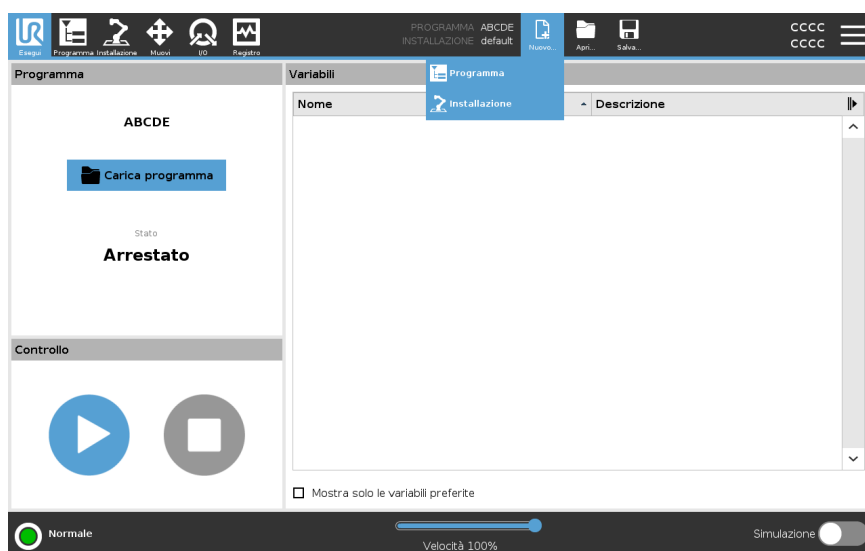 UR
PROGRAMMA ABCDE
INSTALLAZIONE default
CCCC
CCCC
Esegui Programma Installazione Muovi I/O Registro
Nuovo... Apri... Salva...
Programma
Variabili
Programma
Installazione
Nome
Descrizione
ABCDE
Carica programma
Stato
Arrestato
Controllo
Mostra solo le variabili preferite
Normale
Velocità 100%
Simulazione